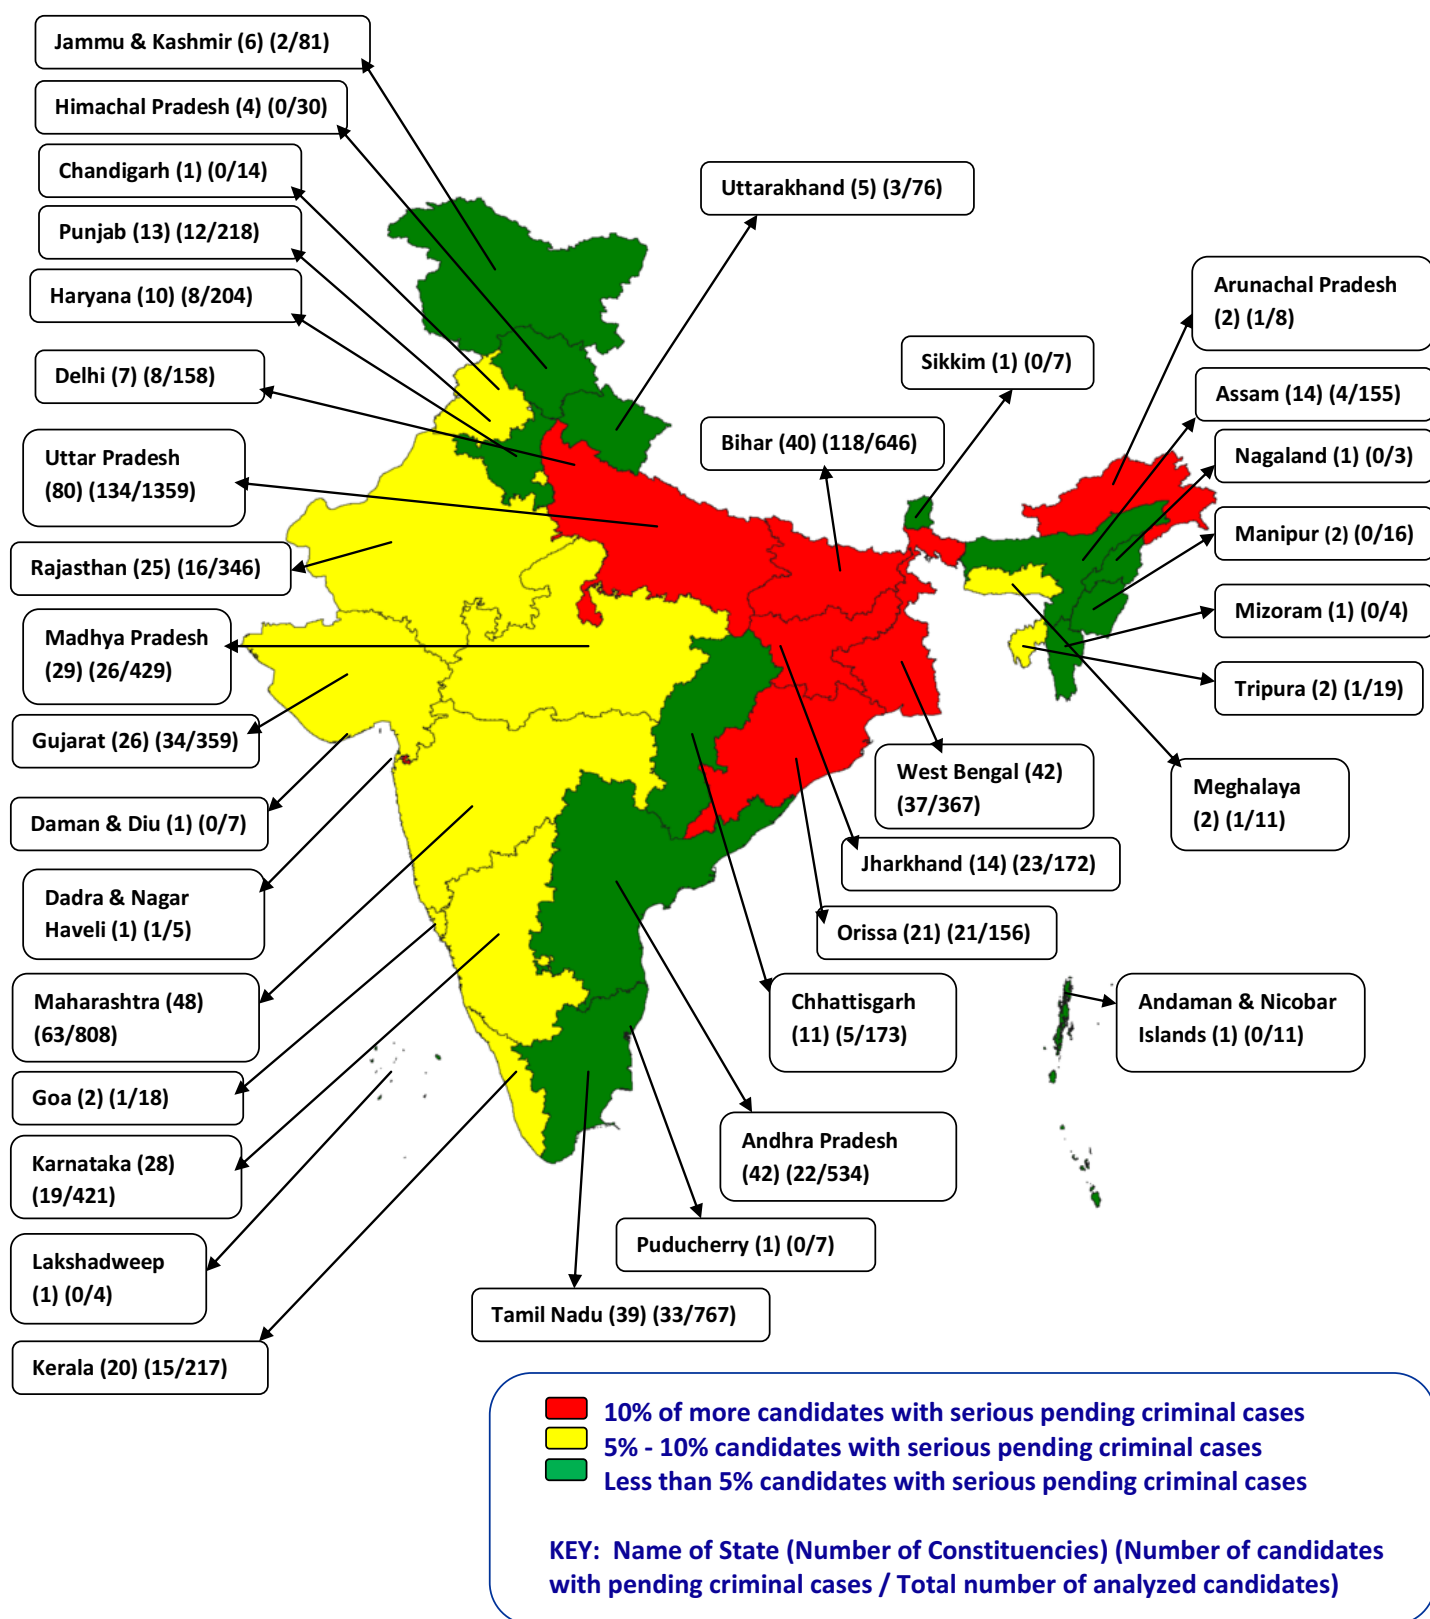 Jammu & Kashmir (6) (2/81)
Himachal Pradesh (4) (0/30)
Chandigarh (1) (0/14)
Punjab (13) (12/218)
Haryana (10) (8/204)
Delhi (7) (8/158)
Uttar Pradesh
(80) (134/1359)
Rajasthan (25) (16/346)
Madhya Pradesh
(29) (26/429)
Gujarat (26) (34/359)
Daman & Diu (1) (0/7)
Dadra & Nagar
Haveli (1) (1/5)
Maharashtra (48)
(63/808)
Goa (2) (1/18)
Karnataka (28)
(19/421)
Lakshadweep
(1) (0/4)
Kerala (20) (15/217)
Uttarakhand (5) (3/76)
Sikkim (1) (0/7)
Bihar (40) (118/646)
Arunachal Pradesh
(2) (1/8)
Assam (14) (4/155)
Nagaland (1) (0/3)
Manipur (2) (0/16)
Mizoram (1) (0/4)
Tripura (2) (1/19)
Meghalaya
(2) (1/11)
West Bengal (42)
(37/367)
Jharkhand (14) (23/172)
Orissa (21) (21/156)
Chhattisgarh
(11) (5/173)
Andaman & Nicobar
Islands (1) (0/11)
Andhra Pradesh
(42) (22/534)
Puducherry (1) (0/7)
Tamil Nadu (39) (33/767)
10% of more candidates with serious pending criminal cases
5% - 10% candidates with serious pending criminal cases
Less than 5% candidates with serious pending criminal cases
KEY: Name of State (Number of Constituencies) (Number of candidates
with pending criminal cases / Total number of analyzed candidates)